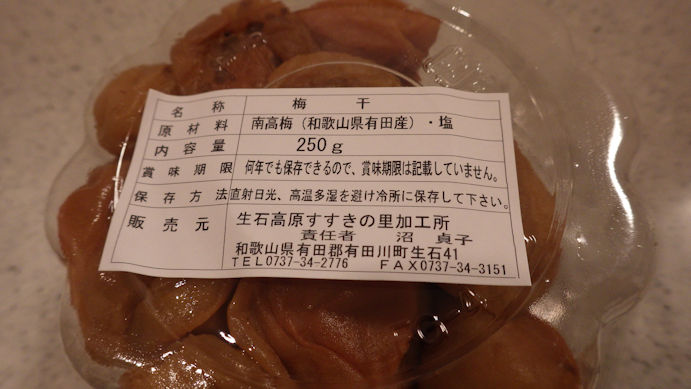 名称 梅干
原材料 南高梅（和歌山県有田産）・塩
内容量 250g
賞味期限 何年でも保存できるので、賞味期限は記載していません。
保存方法 直射日光、高温多湿を避け冷所に保存して下さい。
販売元 生石高原すすきの里加工所
責任者 沼 貞子
和歌山県有田郡有田川町生石41
TEL0737-34-2776 FAX0737-34-3151